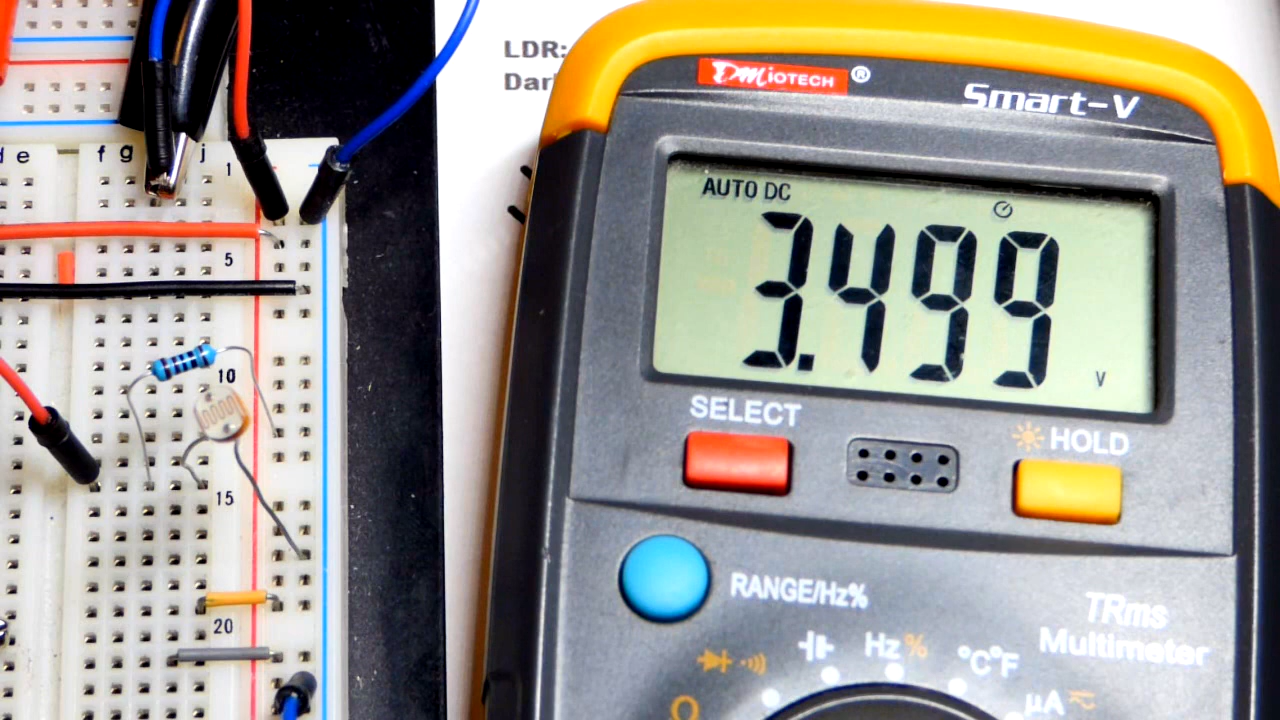 LDR:
Dar
DMiOTECH®
Smart-V
AUTO DC
3.499
V
SELECT
HOLD
RANGE/Hz%
TRms
Multimeter
Hz %
°C°F
µA
d e f g j
1
5
10
15
20